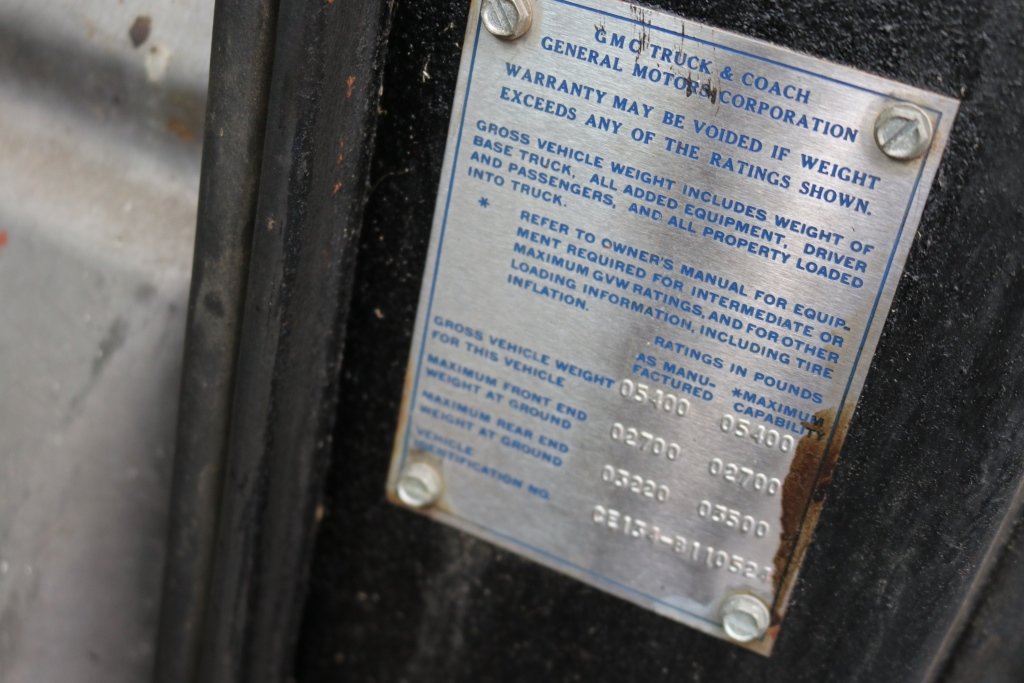 GMC TRUCK & COACH
GENERAL MOTORS CORPORATION
WARRANTY MAY BE VOIDED IF WEIGHT
EXCEEDS ANY OF THE RATINGS SHOWN.
GROSS VEHICLE WEIGHT INCLUDES WEIGHT OF
BASE TRUCK, ALL ADDED EQUIPMENT, DRIVER
AND PASSENGERS, AND ALL PROPERTY LOADED
INTO TRUCK.
* REFER TO OWNER'S MANUAL FOR EQUIP-
MENT REQUIRED FOR INTERMEDIATE OR
MAXIMUM GVW RATINGS, AND FOR OTHER
LOADING INFORMATION, INCLUDING TIRE
INFLATION.
RATINGS IN POUNDS
AS MANU-
FACTURED
*MAXIMUM
CAPABILITY
GROSS VEHICLE WEIGHT
FOR THIS VEHICLE
05400 05400
MAXIMUM FRONT END
WEIGHT AT GROUND
02700 02700
MAXIMUM REAR END
WEIGHT AT GROUND
03220 03500
VEHICLE
IDENTIFICATION NO.